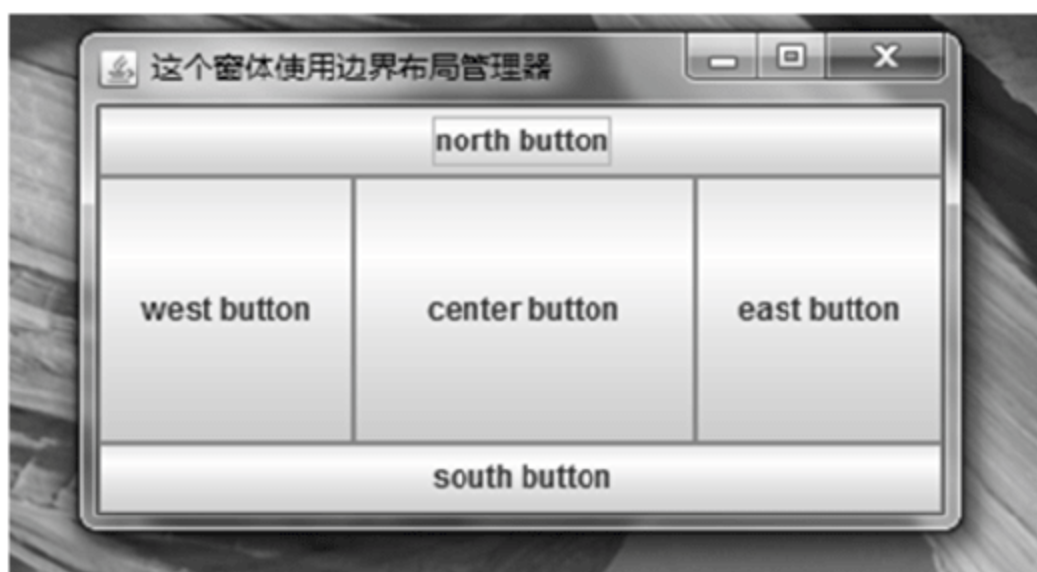 这个窗体使用边界布局管理器
north button
west button
center button
east button
south button